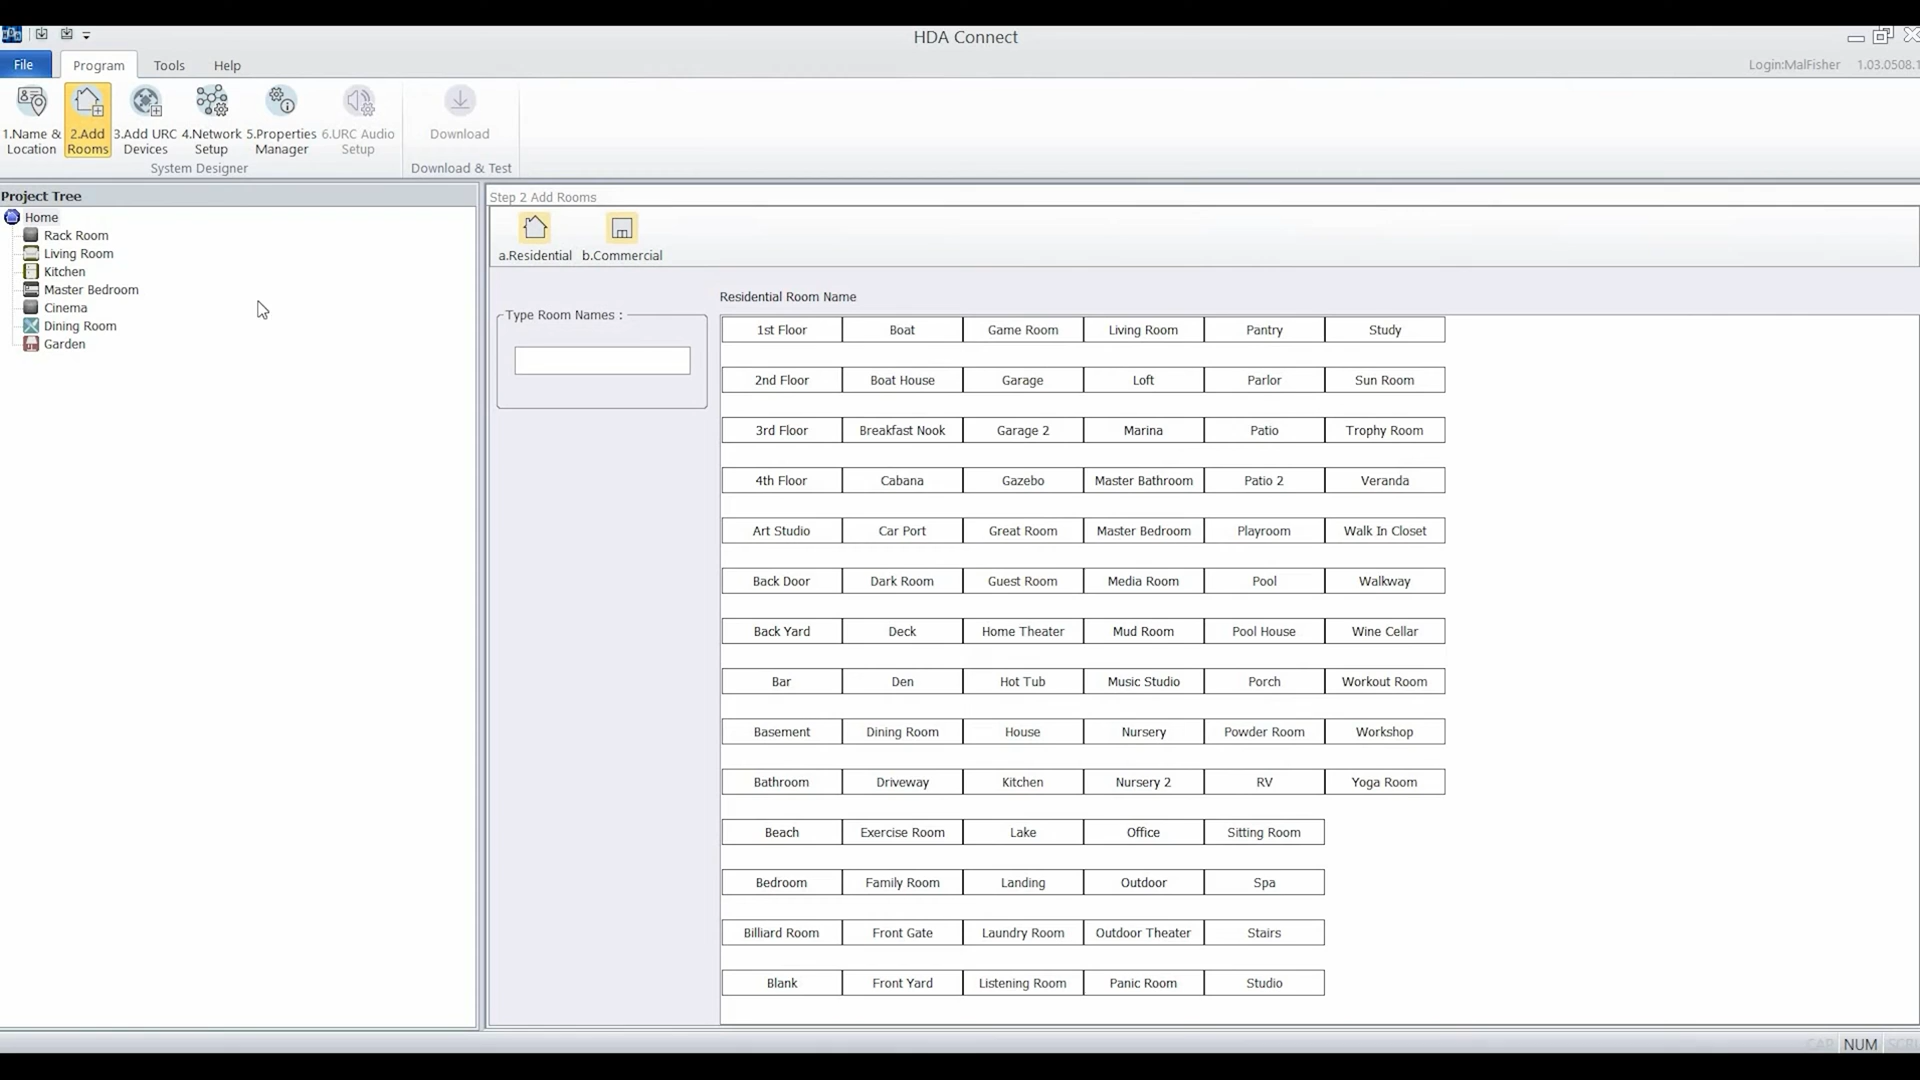 HDA Connect
File Program Tools Help
Login:MalFisher 1.03.0508.1
1.Name & Location
2.Add Rooms
3.Add URC Devices
4.Network Setup
5.Properties Manager
6.URC Audio Setup
Download
System Designer
Download & Test
Project Tree
Home
Rack Room
Living Room
Kitchen
Master Bedroom
Cinema
Dining Room
Garden
Step 2 Add Rooms
a.Residential b.Commercial
Type Room Names :
Residential Room Name
1st Floor Boat Game Room Living Room Pantry Study
2nd Floor Boat House Garage Loft Parlor Sun Room
3rd Floor Breakfast Nook Garage 2 Marina Patio Trophy Room
4th Floor Cabana Gazebo Master Bathroom Patio 2 Veranda
Art Studio Car Port Great Room Master Bedroom Playroom Walk In Closet
Back Door Dark Room Guest Room Media Room Pool Walkway
Back Yard Deck Home Theater Mud Room Pool House Wine Cellar
Bar Den Hot Tub Music Studio Porch Workout Room
Basement Dining Room House Nursery Powder Room Workshop
Bathroom Driveway Kitchen Nursery 2 RV Yoga Room
Beach Exercise Room Lake Office Sitting Room
Bedroom Family Room Landing Outdoor Spa
Billiard Room Front Gate Laundry Room Outdoor Theater Stairs
Blank Front Yard Listening Room Panic Room Studio
CAP NUM SCRL